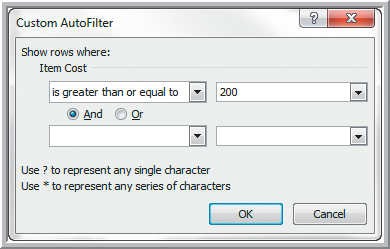 Custom AutoFilter
Show rows where:
Item Cost
is greater than or equal to 200
And Or
Use ? to represent any single character
Use * to represent any series of characters
OK Cancel